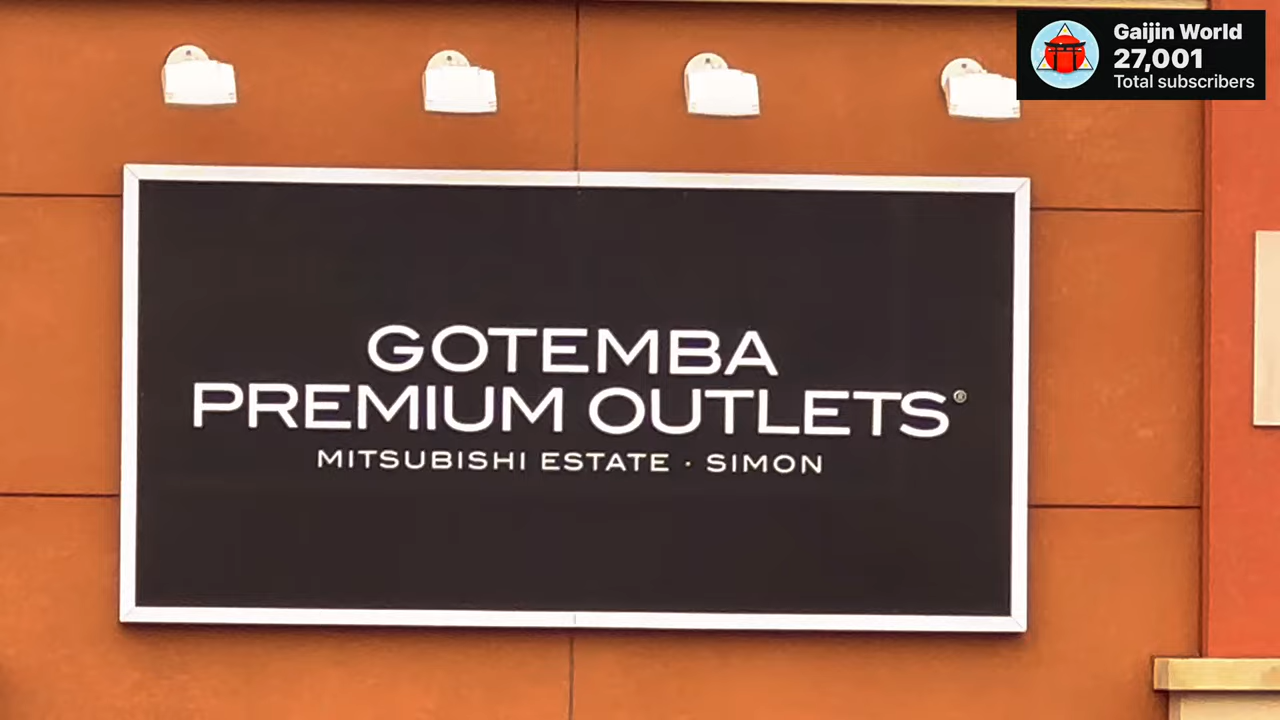 Gaijin World
27,001
Total subscribers
GOTEMBA
PREMIUM OUTLETS®
MITSUBISHI ESTATE · SIMON